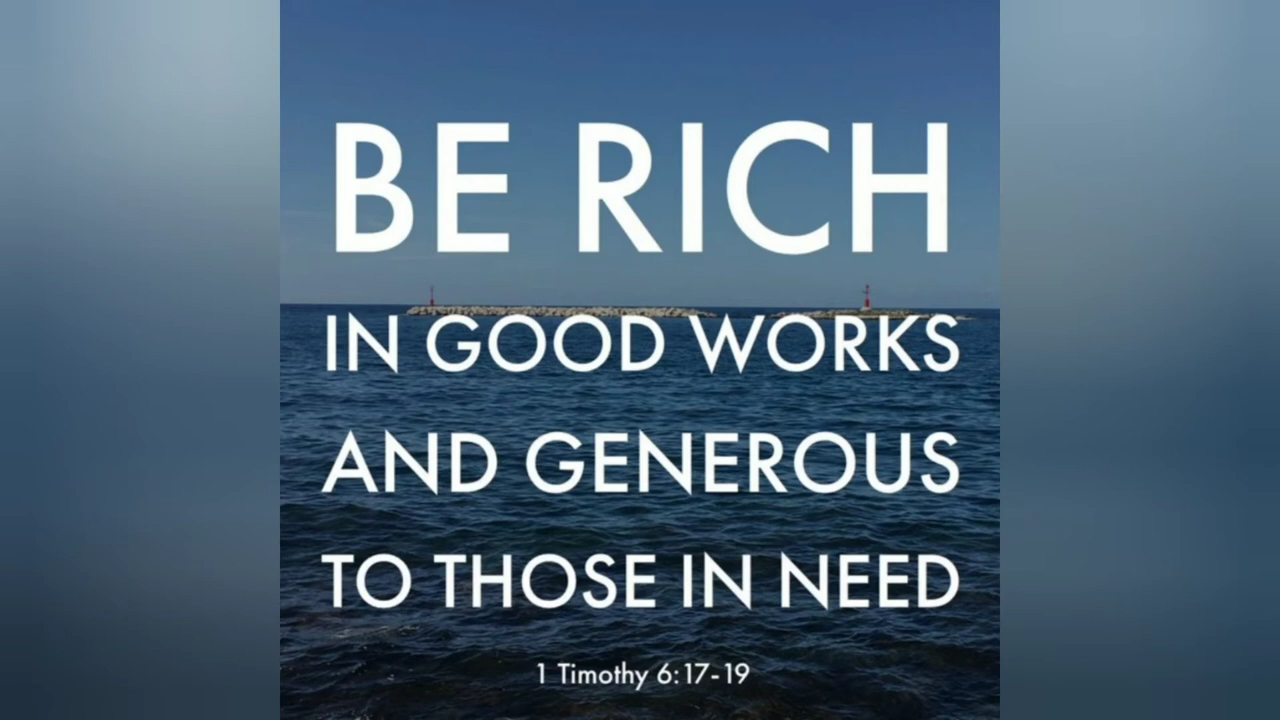 BE RICH
IN GOOD WORKS
AND GENEROUS
TO THOSE IN NEED
1 Timothy 6:17-19